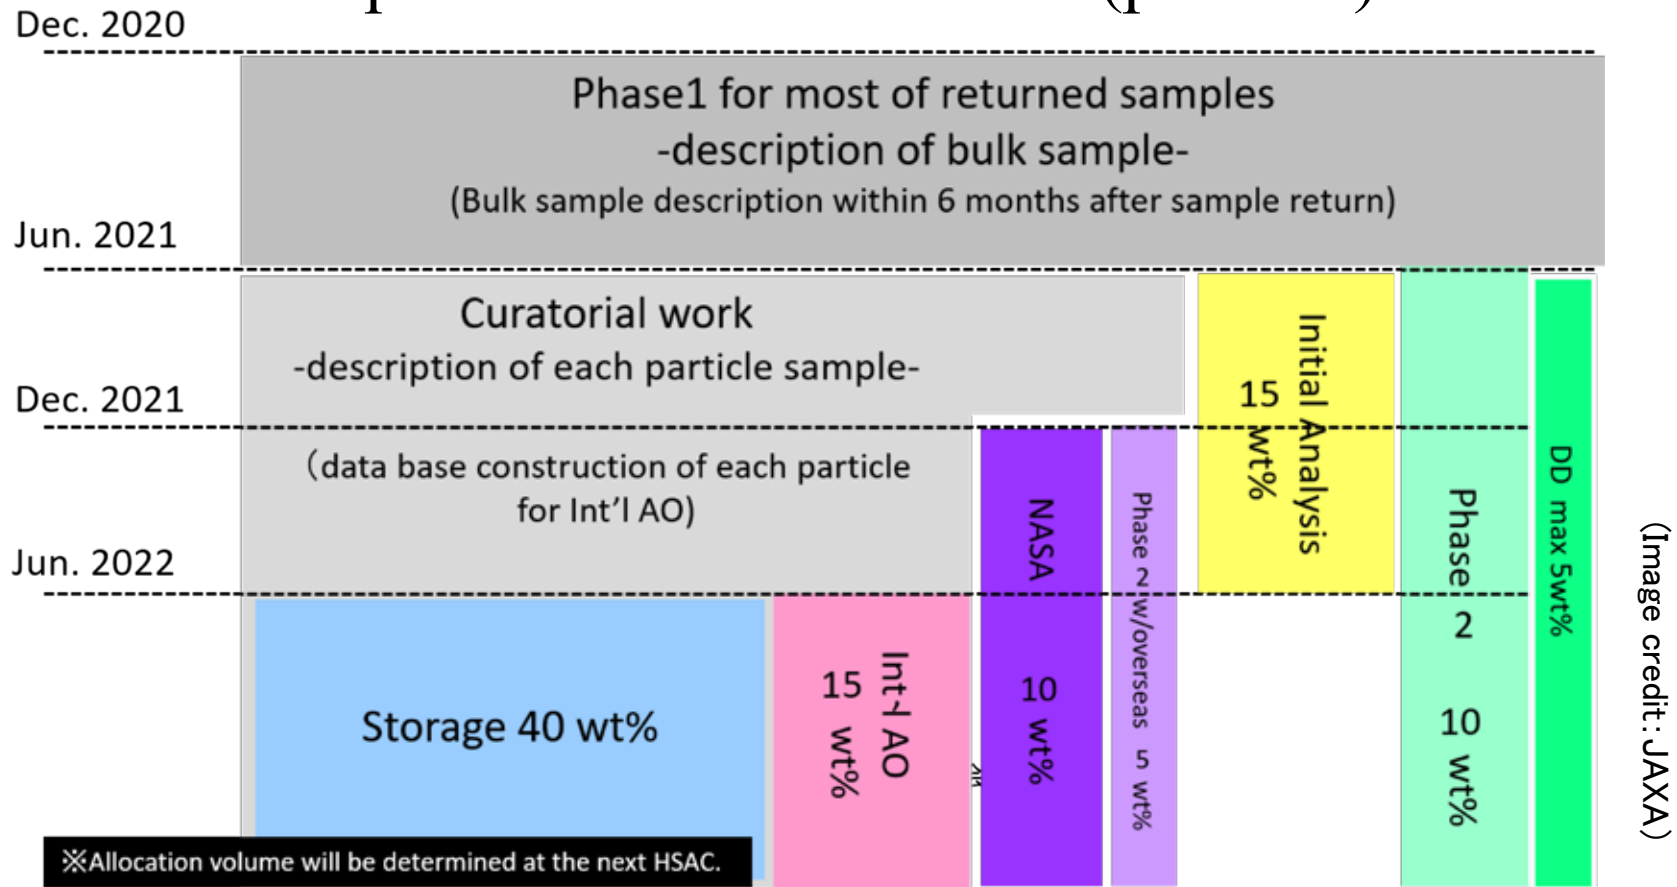 Dec. 2020
Phase1 for most of returned samples
-description of bulk sample-
(Bulk sample description within 6 months after sample return)
Jun. 2021
Curatorial work
-description of each particle sample-
Dec. 2021
(data base construction of each particle
for Int'l AO)
Jun. 2022
Storage 40 wt%
Int'l AO
15 wt%
NASA 10 wt%
Phase 2 w/overseas 5 wt%
Initial Analysis
15 wt%
Phase 2 10 wt%
DD max 5wt%
※Allocation volume will be determined at the next HSAC.
(Image credit: JAXA)